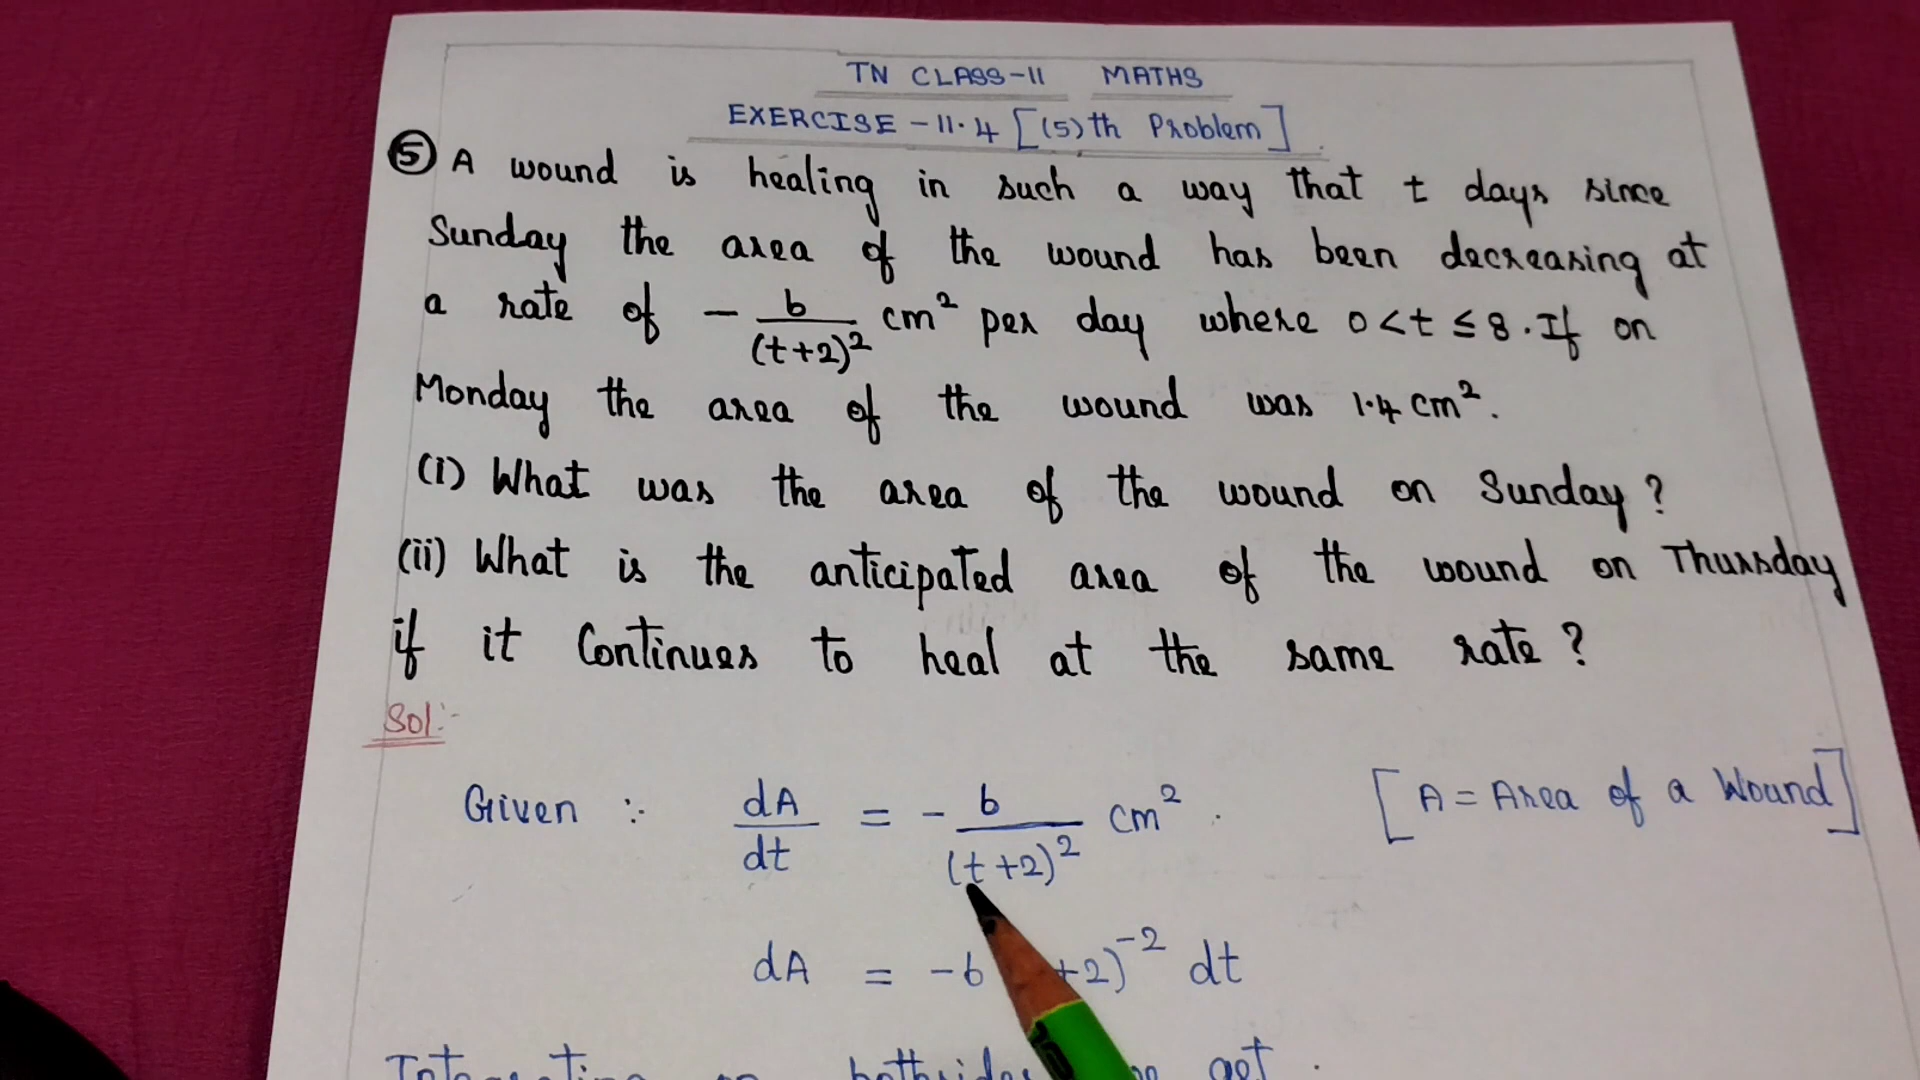 TN CLASS-11 MATHS
EXERCISE - 11.4 [(5)th Problem]
⑤ A wound is healing in such a way that t days since
Sunday the area of the wound has been decreasing at
a rate of - 6/(t+2)² cm² per day where 0 < t ≤ 8. If on
Monday the area of the wound was 1.4 cm².
(i) What was the area of the wound on Sunday?
(ii) What is the anticipated area of the wound on Thursday
if it Continues to heal at the same rate?
Sol:-
Given : dA/dt = - 6/(t+2)² cm². [A = Area of a Wound]
dA = -6 +2)⁻² dt
Integrating on bothsides get.